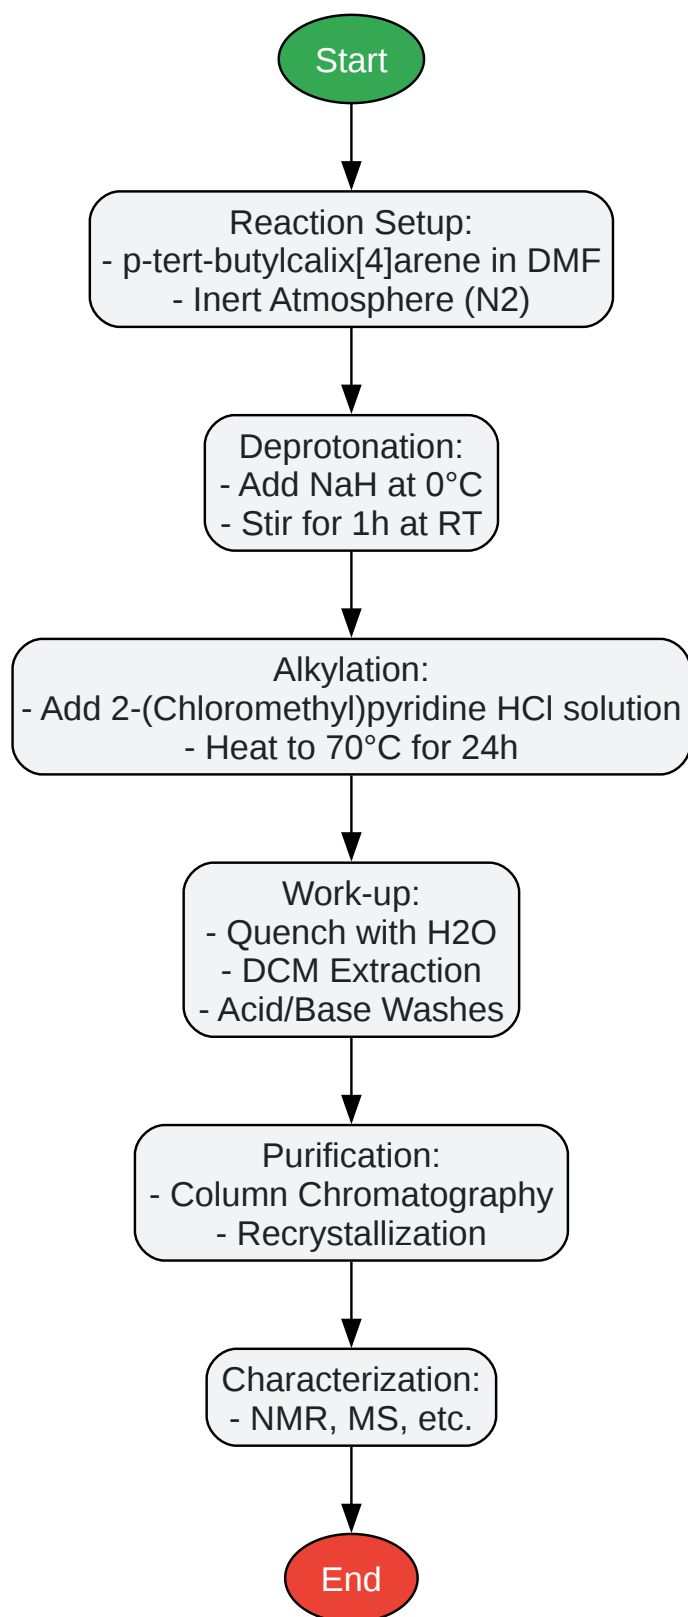 Start
Reaction Setup:
- p-tert-butylcalix[4]arene in DMF
- Inert Atmosphere (N2)
Deprotonation:
- Add NaH at 0°C
- Stir for 1h at RT
Alkylation:
- Add 2-(Chloromethyl)pyridine HCl solution
- Heat to 70°C for 24h
Work-up:
- Quench with H2O
- DCM Extraction
- Acid/Base Washes
Purification:
- Column Chromatography
- Recrystallization
Characterization:
- NMR, MS, etc.
End